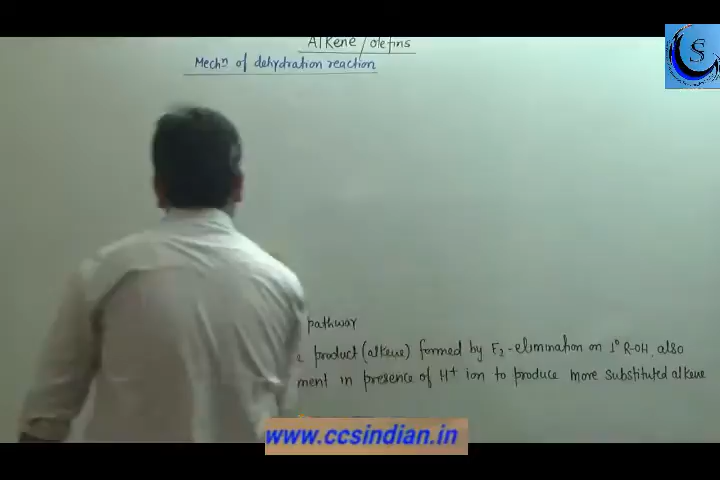 Alkene/olefins
Mechn of dehydration reaction
S
pathway
product (alkene) formed by E2-elimination on 1° R-OH, also
ment in presence of H+ ion to produce more substituted alkene
www.ccsindian.in